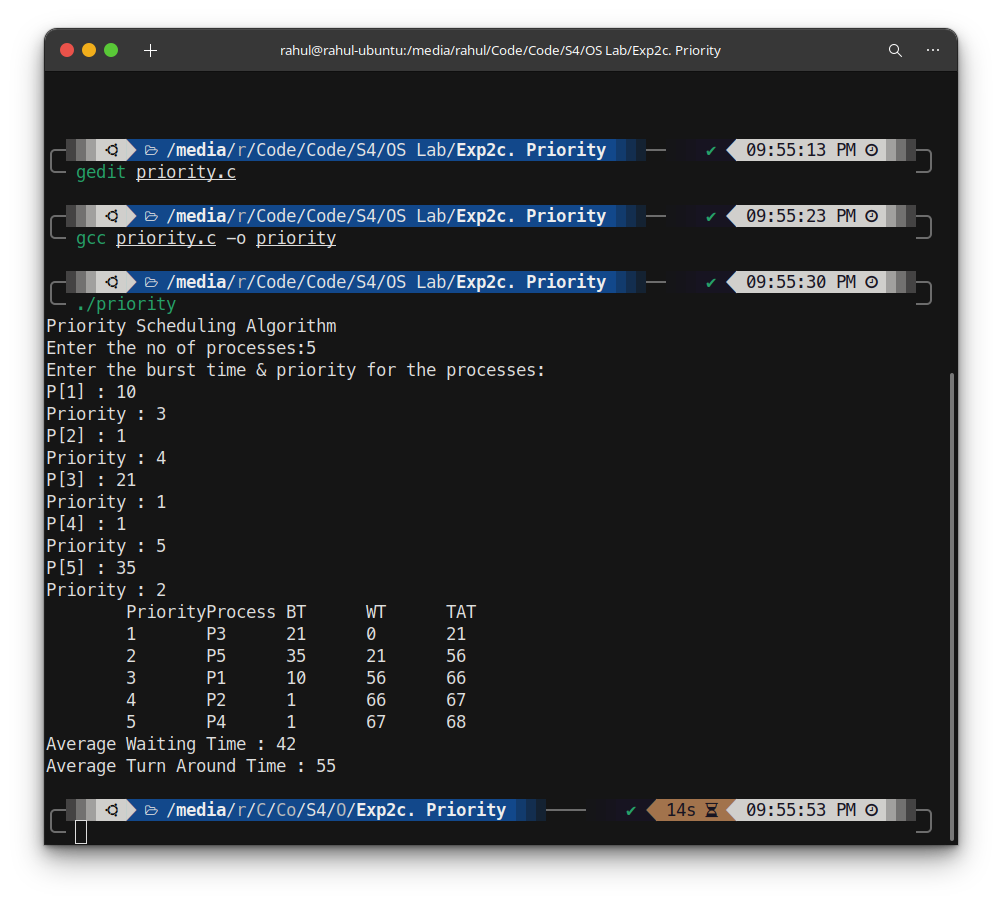 rahul@rahul-ubuntu:/media/rahul/Code/Code/S4/OS Lab/Exp2c. Priority
/media/r/Code/Code/S4/OS Lab/Exp2c. Priority ✔ 09:55:13 PM
gedit priority.c
/media/r/Code/Code/S4/OS Lab/Exp2c. Priority 09:55:23 PM
gcc priority.c -o priority
/media/r/Code/Code/S4/OS Lab/Exp2c. Priority ✔ 09:55:30 PM
./priority
Priority Scheduling Algorithm
Enter the no of processes:5
Enter the burst time & priority for the processes:
P[1] : 10
Priority : 3
P[2] : 1
Priority : 4
P[3] : 21
Priority : 1
P[4] : 1
Priority : 5
P[5] : 35
Priority : 2
PriorityProcess BT WT TAT
1 P3 21 0 21
2 P5 35 21 56
3 P1 10 56 66
4 P2 1 66 67
5 P4 1 67 68
Average Waiting Time : 42
Average Turn Around Time : 55
/media/r/C/Co/S4/O/Exp2c. Priority ✔ 14s 09:55:53 PM